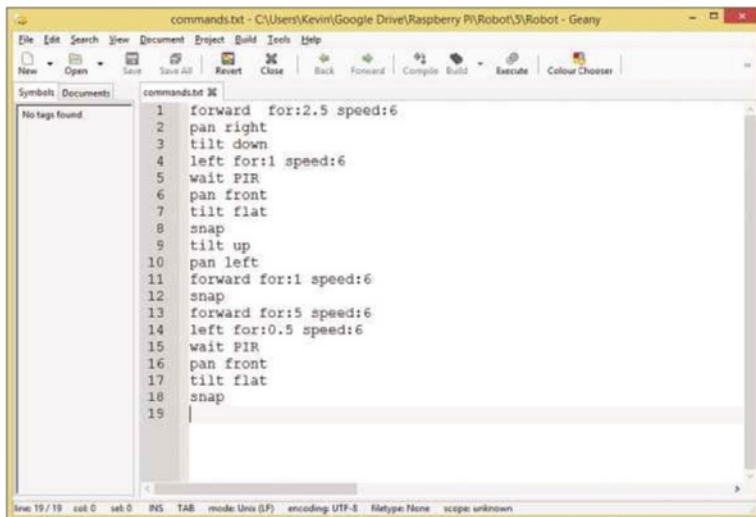 commands.txt - C:\Users\Kevin\Google Drive\Raspberry Pi\Robot\5\Robot - Geany
File Edit Search View Document Project Build Tools Help
New Open Save Save All Revert Close Back Forward Compile Build Execute Colour Chooser
Symbols Documents commands.txt
No tags found
1 forward  for:2.5 speed:6
2 pan right
3 tilt down
4 left for:1 speed:6
5 wait PIR
6 pan front
7 tilt flat
8 snap
9 tilt up
10 pan left
11 forward for:1 speed:6
12 snap
13 forward for:5 speed:6
14 left for:0.5 speed:6
15 wait PIR
16 pan front
17 tilt flat
18 snap
19
line: 19 / 19 col: 0 sel: 0 INS TAB mode: Unix (LF) encoding: UTF-8 filetype: None scope: unknown